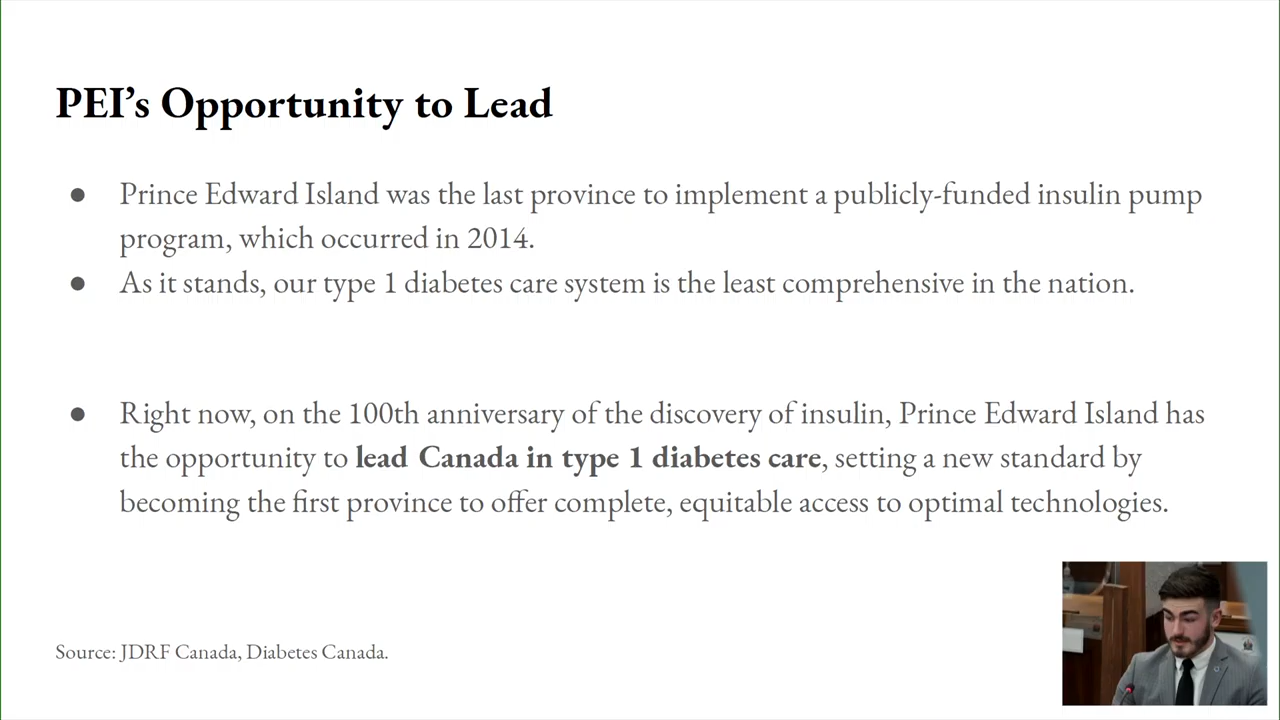 PEI’s Opportunity to Lead
● Prince Edward Island was the last province to implement a publicly-funded insulin pump
program, which occurred in 2014.
● As it stands, our type 1 diabetes care system is the least comprehensive in the nation.
● Right now, on the 100th anniversary of the discovery of insulin, Prince Edward Island has
the opportunity to lead Canada in type 1 diabetes care, setting a new standard by
becoming the first province to offer complete, equitable access to optimal technologies.
Source: JDRF Canada, Diabetes Canada.